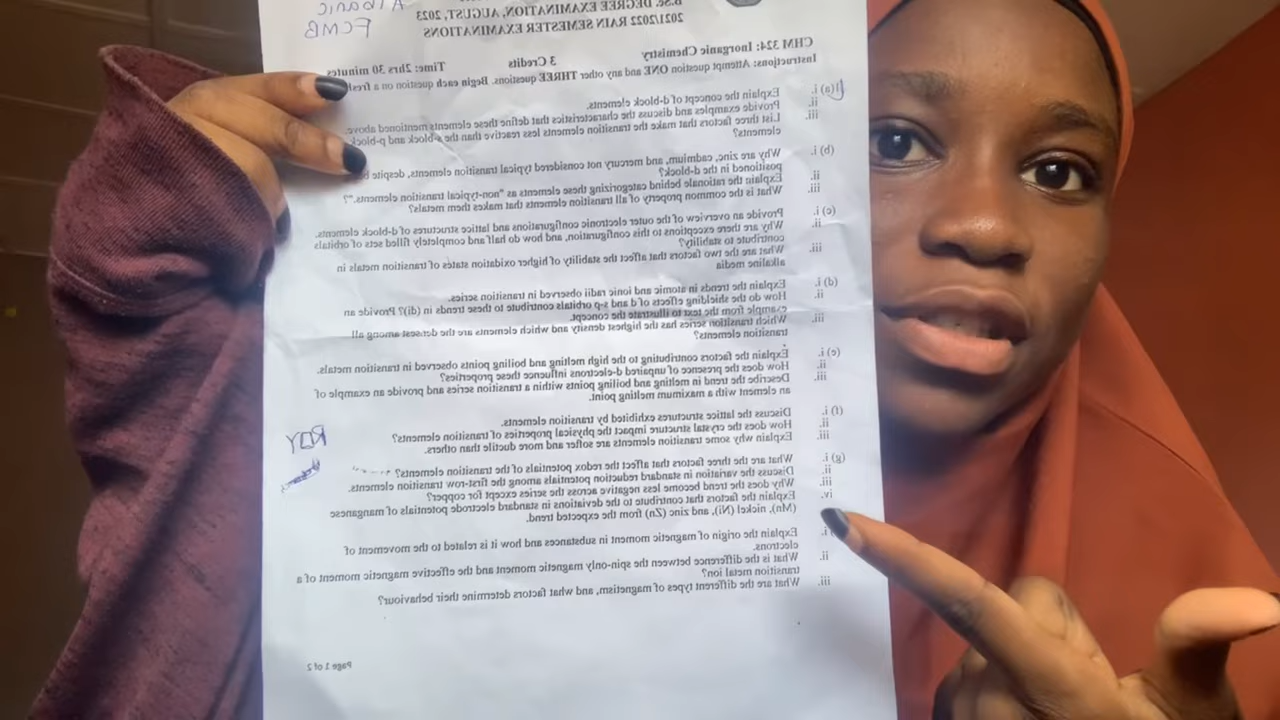 Albanic
FCMB
B.Sc. DEGREE EXAMINATION, AUGUST, 2023
2021/2022 RAIN SEMESTER EXAMINATIONS
CHM 324: Inorganic Chemistry 3 Credits Time: 2hrs 30 minutes
Instructions: Attempt question ONE and any other THREE questions. Begin each question on a fresh
1(a) i. Explain the concept of d-block elements.
ii. Provide examples and discuss the characteristics that define these elements mentioned above.
iii. List three factors that make the transition elements less reactive than the s-block and p-block
elements?
(b) i. Why are zinc, cadmium, and mercury not considered typical transition elements, despite
positioned in the d-block?
ii. Explain the rationale behind categorizing these elements as "non-typical transition elements."?
iii. What is the common property of all transition elements that makes them metals?
(c) i. Provide an overview of the outer electronic configurations and lattice structures of d-block elements.
ii. Why are there exceptions to this configuration, and how do half and completely filled sets of orbitals
contribute to stability?
iii. What are the two factors that affect the stability of higher oxidation states of transition metals in
alkaline media
(d) i. Explain the trends in atomic and ionic radii observed in transition series.
ii. How do the shielding effects of d and s-p orbitals contribute to these trends in (di)? Provide an
example from the text to illustrate the concept.
iii. Which transition series has the highest density and which elements are the densest among all
transition elements?
(e) i. Explain the factors contributing to the high melting and boiling points observed in transition metals.
ii. How does the presence of unpaired d-electrons influence these properties?
iii. Describe the trend in melting and boiling points within a transition series and provide an example of
an element with a maximum melting point.
(f) i. Discuss the lattice structures exhibited by transition elements.
ii. How does the crystal structure impact the physical properties of transition elements?
iii. Explain why some transition elements are softer and more ductile than others.
RDY
(g) i. What are the three factors that affect the redox potentials of the transition elements?
ii. Discuss the variation in standard reduction potentials among the first-row transition elements.
iii. Why does the trend become less negative across the series except for copper?
iv. Explain the factors that contribute to the deviations in standard electrode potentials of manganese
(Mn), nickel (Ni), and zinc (Zn) from the expected trend.
i. Explain the origin of magnetic moment in substances and how it is related to the movement of
electrons.
ii. What is the difference between the spin-only magnetic moment and the effective magnetic moment of a
transition metal ion?
iii. What are the different types of magnetism, and what factors determine their behaviour?
Page 1 of 2